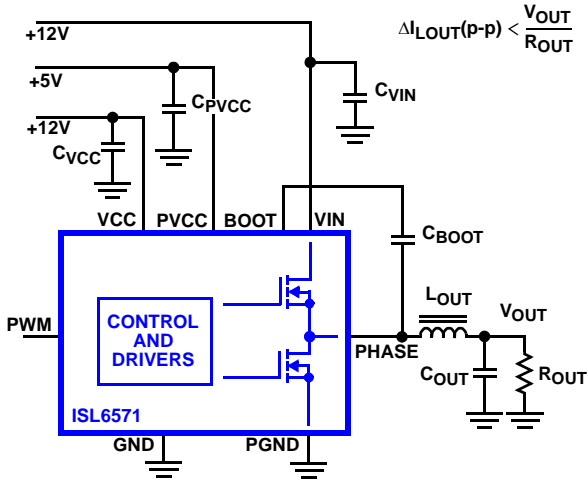 +12V
ΔILOUT(p-p) < VOUT
ROUT
+5V
CPVCC
CVIN
+12V
CVCC
VCC PVCC BOOT VIN
CBOOT
LOUT
VOUT
PWM
CONTROL
AND
DRIVERS
PHASE
COUT
ROUT
ISL6571
GND
PGND